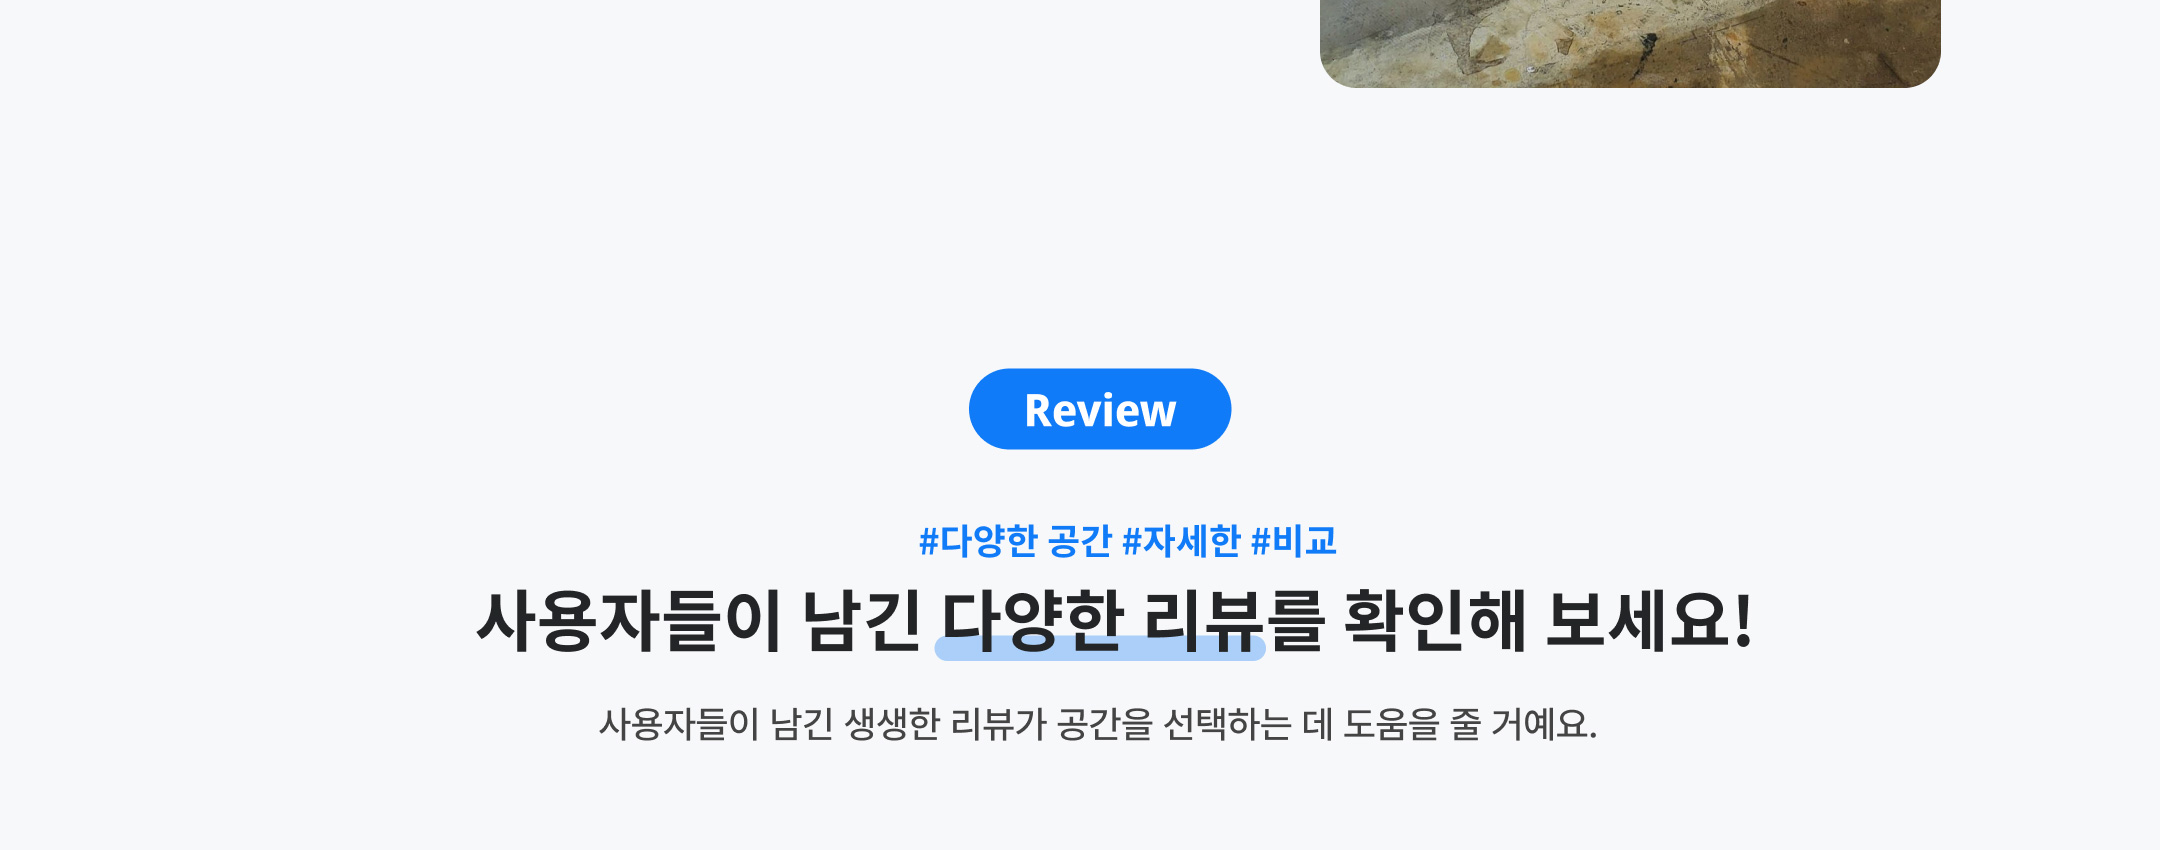 Review
#다양한 공간 #자세한 #비교
사용자들이 남긴 다양한 리뷰를 확인해 보세요!
사용자들이 남긴 생생한 리뷰가 공간을 선택하는 데 도움을 줄 거예요.